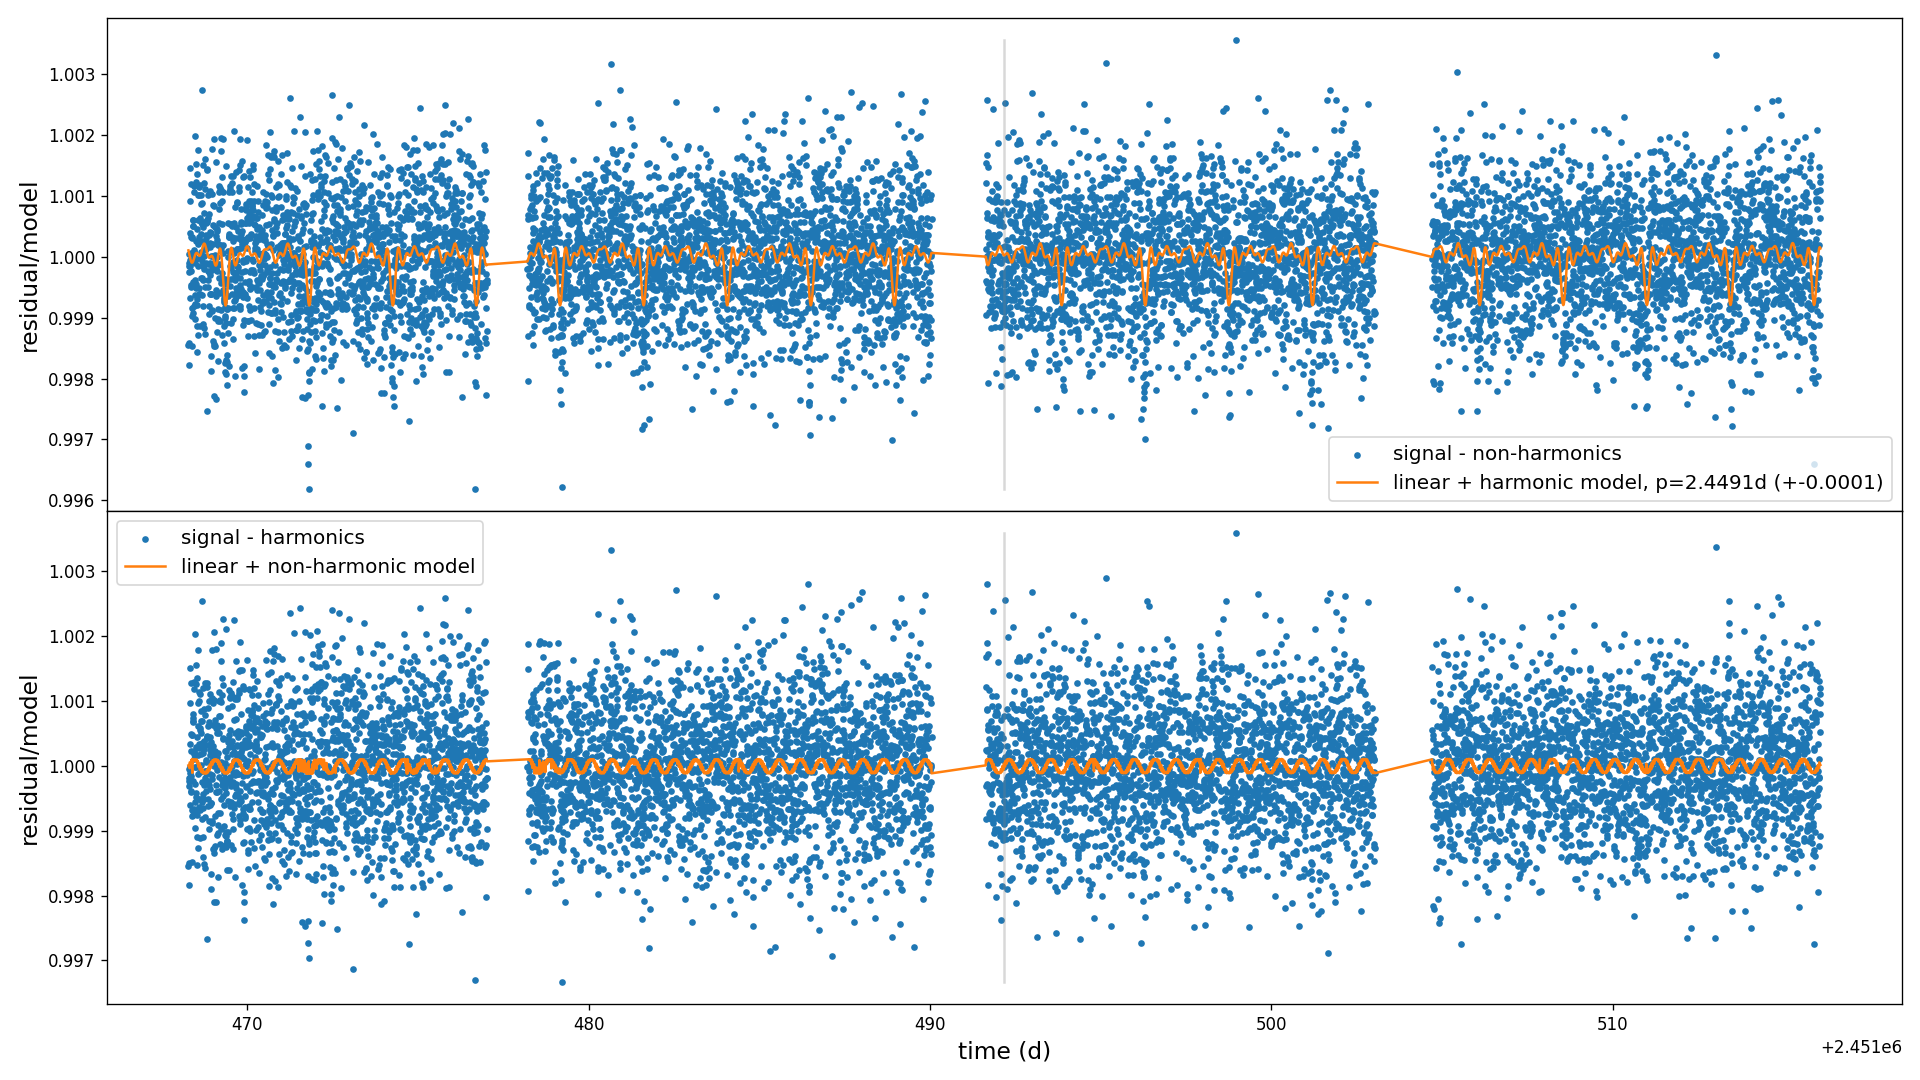 residual/model
1.003
1.002
1.001
1.000
0.999
0.998
0.997
0.996
signal - non-harmonics
linear + harmonic model, p=2.4491d (+-0.0001)
residual/model
1.003
1.002
1.001
1.000
0.999
0.998
0.997
signal - harmonics
linear + non-harmonic model
470
480
490
500
510
time (d)
+2.451e6